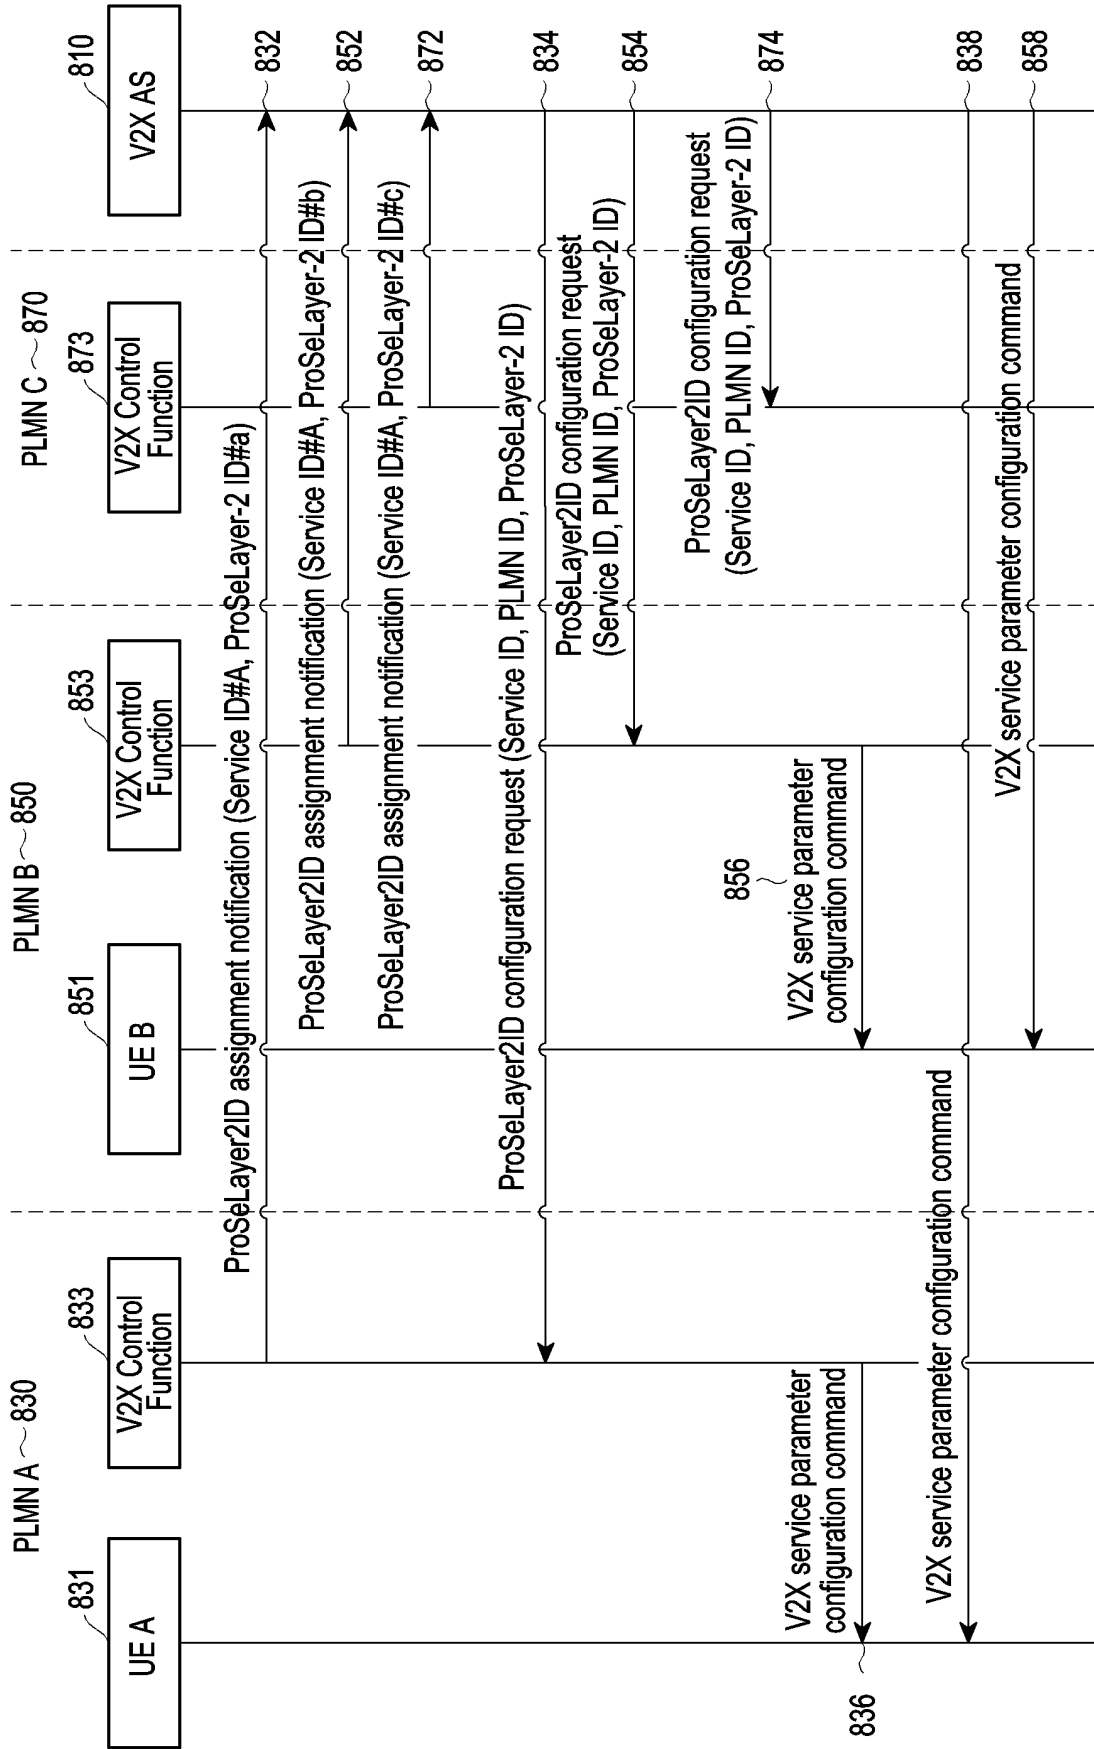 PLMN A ~ 830
PLMN B ~ 850
PLMN C ~ 870
831
833
851
853
873
810
UE A
V2X Control
Function
UE B
V2X Control
Function
V2X Control
Function
V2X AS
ProSeLayer2ID assignment notification (Service ID#A, ProSeLayer-2 ID#a)
832
ProSeLayer2ID assignment notification (Service ID#A, ProSeLayer-2 ID#b)
852
ProSeLayer2ID assignment notification (Service ID#A, ProSeLayer-2 ID#c)
872
ProSeLayer2ID configuration request (Service ID, PLMN ID, ProSeLayer-2 ID)
834
ProSeLayer2ID configuration request
(Service ID, PLMN ID, ProSeLayer-2 ID)
854
ProSeLayer2ID configuration request
(Service ID, PLMN ID, ProSeLayer-2 ID)
874
V2X service parameter
configuration command
836
856
V2X service parameter
configuration command
V2X service parameter configuration command
838
V2X service parameter configuration command
858